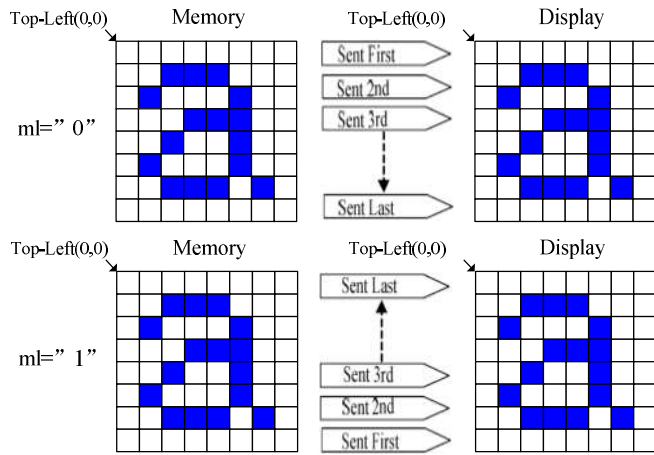 Top-Left(0,0) Memory Top-Left(0,0) Display
Sent First
Sent 2nd
Sent 3rd
ml=” 0”
Sent Last
Top-Left(0,0) Memory Top-Left(0,0) Display
Sent Last
ml=” 1”
Sent 3rd
Sent 2nd
Sent First